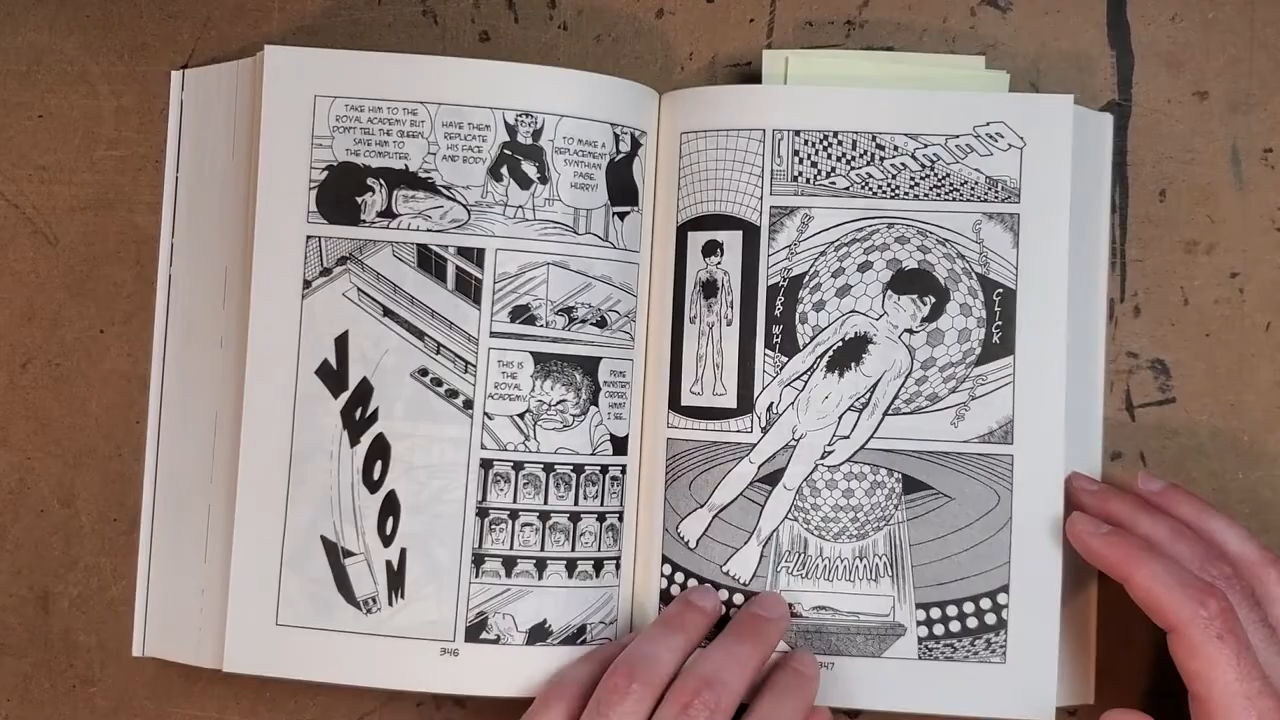 TAKE HIM TO THE
ROYAL ACADEMY BUT
DON'T TELL THE QUEEN.
SAVE HIM TO
THE COMPUTER.
HAVE THEM
REPLICATE
HIS FACE
AND BODY
TO MAKE A
REPLACEMENT
SYNTHIAN
PAGE.
HURRY!
VROOOM
THIS IS
THE
ROYAL
ACADEMY.
PRIME
MINISTER'S
ORDERS,
HMM?
I SEE...
346
WHIRR WHIRR WHIRR
CLICK
CLICK
CLICK
HUMMMM
347